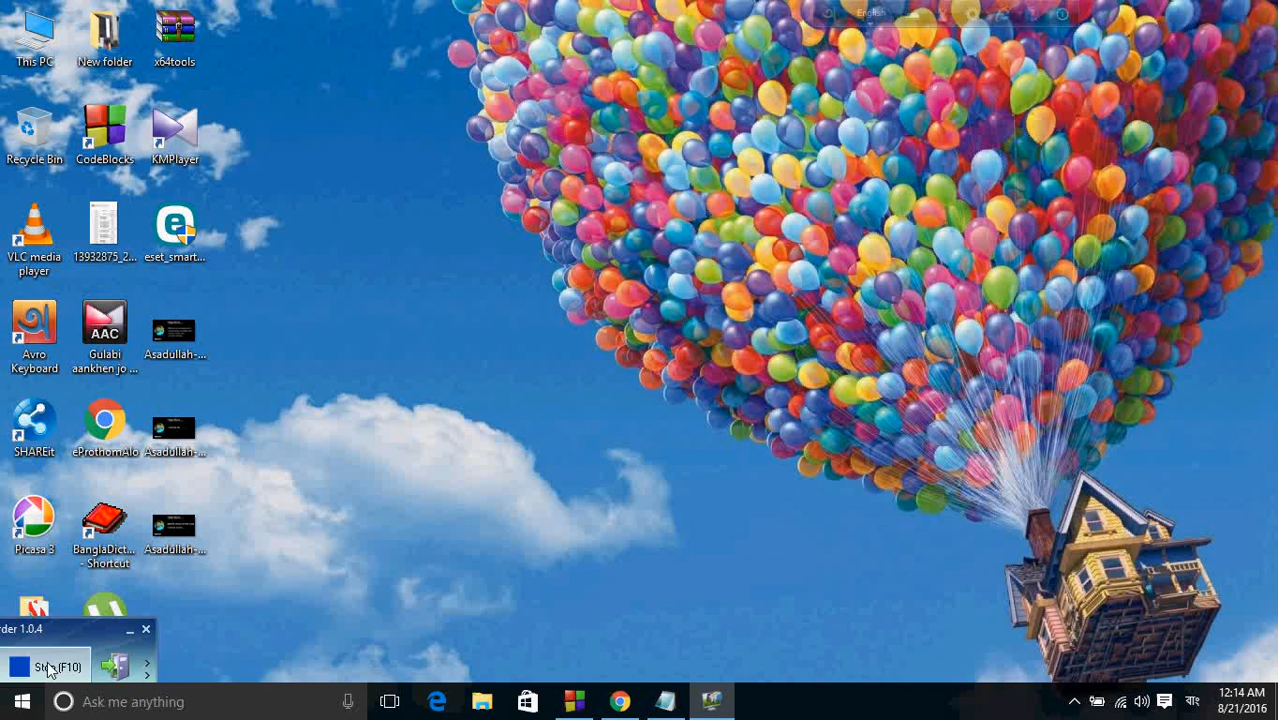 English
This PC
New folder
x64tools
Recycle Bin
CodeBlocks
KMPlayer
VLC media
player
13932875_2...
eset_smart...
AAC
Avro
Keyboard
Gulabi
aankhen jo ...
Asadullah-...
SHAREit
eProthomAlo
Asadullah-...
Picasa 3
BanglaDict...
- Shortcut
Asadullah-...
rder 1.0.4
(F10)
Ask me anything
বাং
12:14 AM
8/21/2016